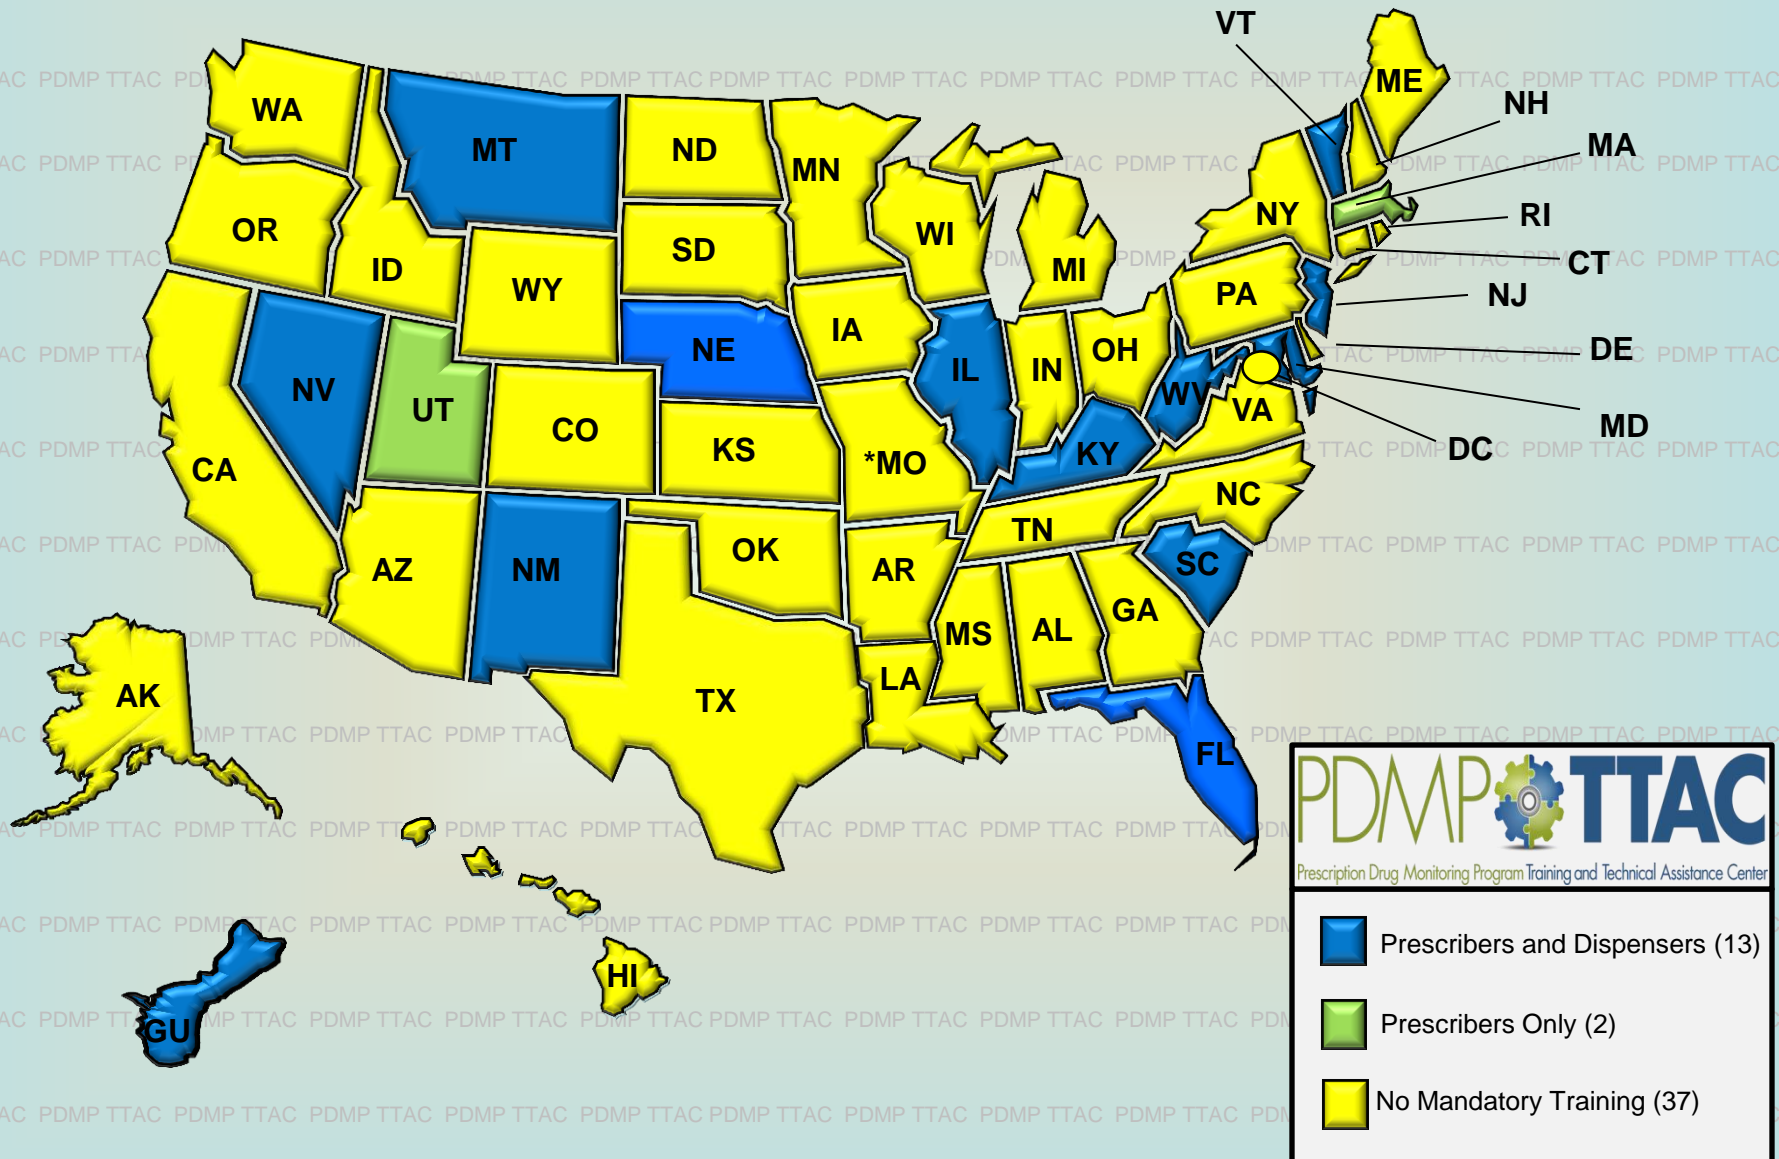 VT
ME
WA
NH
MT
ND
MN
MA
OR
NY
RI
WI
SD
ID
MI
CT
WY
PA
NJ
IA
NE
OH
DE
NV
IL
IN
UT
WV
VA
MD
CO
KS
*MO
KY
DC
CA
NC
TN
OK
AZ
NM
AR
SC
GA
MS
AL
LA
AK
TX
FL
HI
GU
PDMP TTAC
Prescription Drug Monitoring Program Training and Technical Assistance Center
Prescribers and Dispensers (13)
Prescribers Only (2)
No Mandatory Training (37)